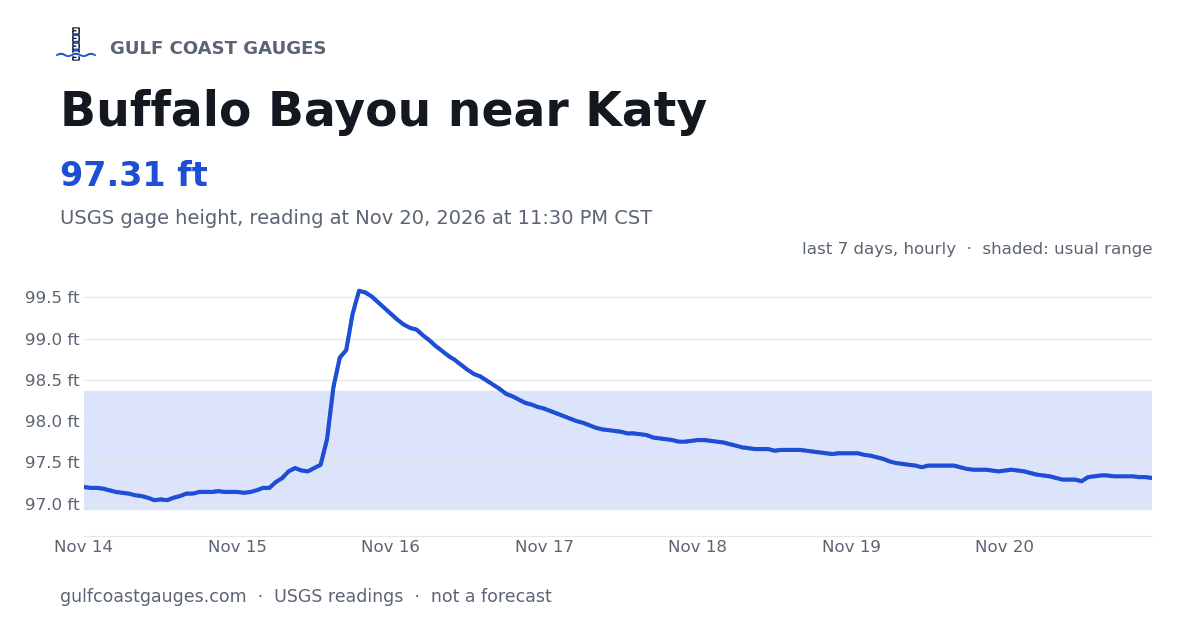 GULF COAST GAUGES
Buffalo Bayou near Katy
97.31 ft
USGS gage height, reading at Nov 20, 2026 at 11:30 PM CST
last 7 days, hourly · shaded: usual range
99.5 ft
99.0 ft
98.5 ft
98.0 ft
97.5 ft
97.0 ft
Nov 14 Nov 15 Nov 16 Nov 17 Nov 18 Nov 19 Nov 20
gulfcoastgauges.com · USGS readings · not a forecast